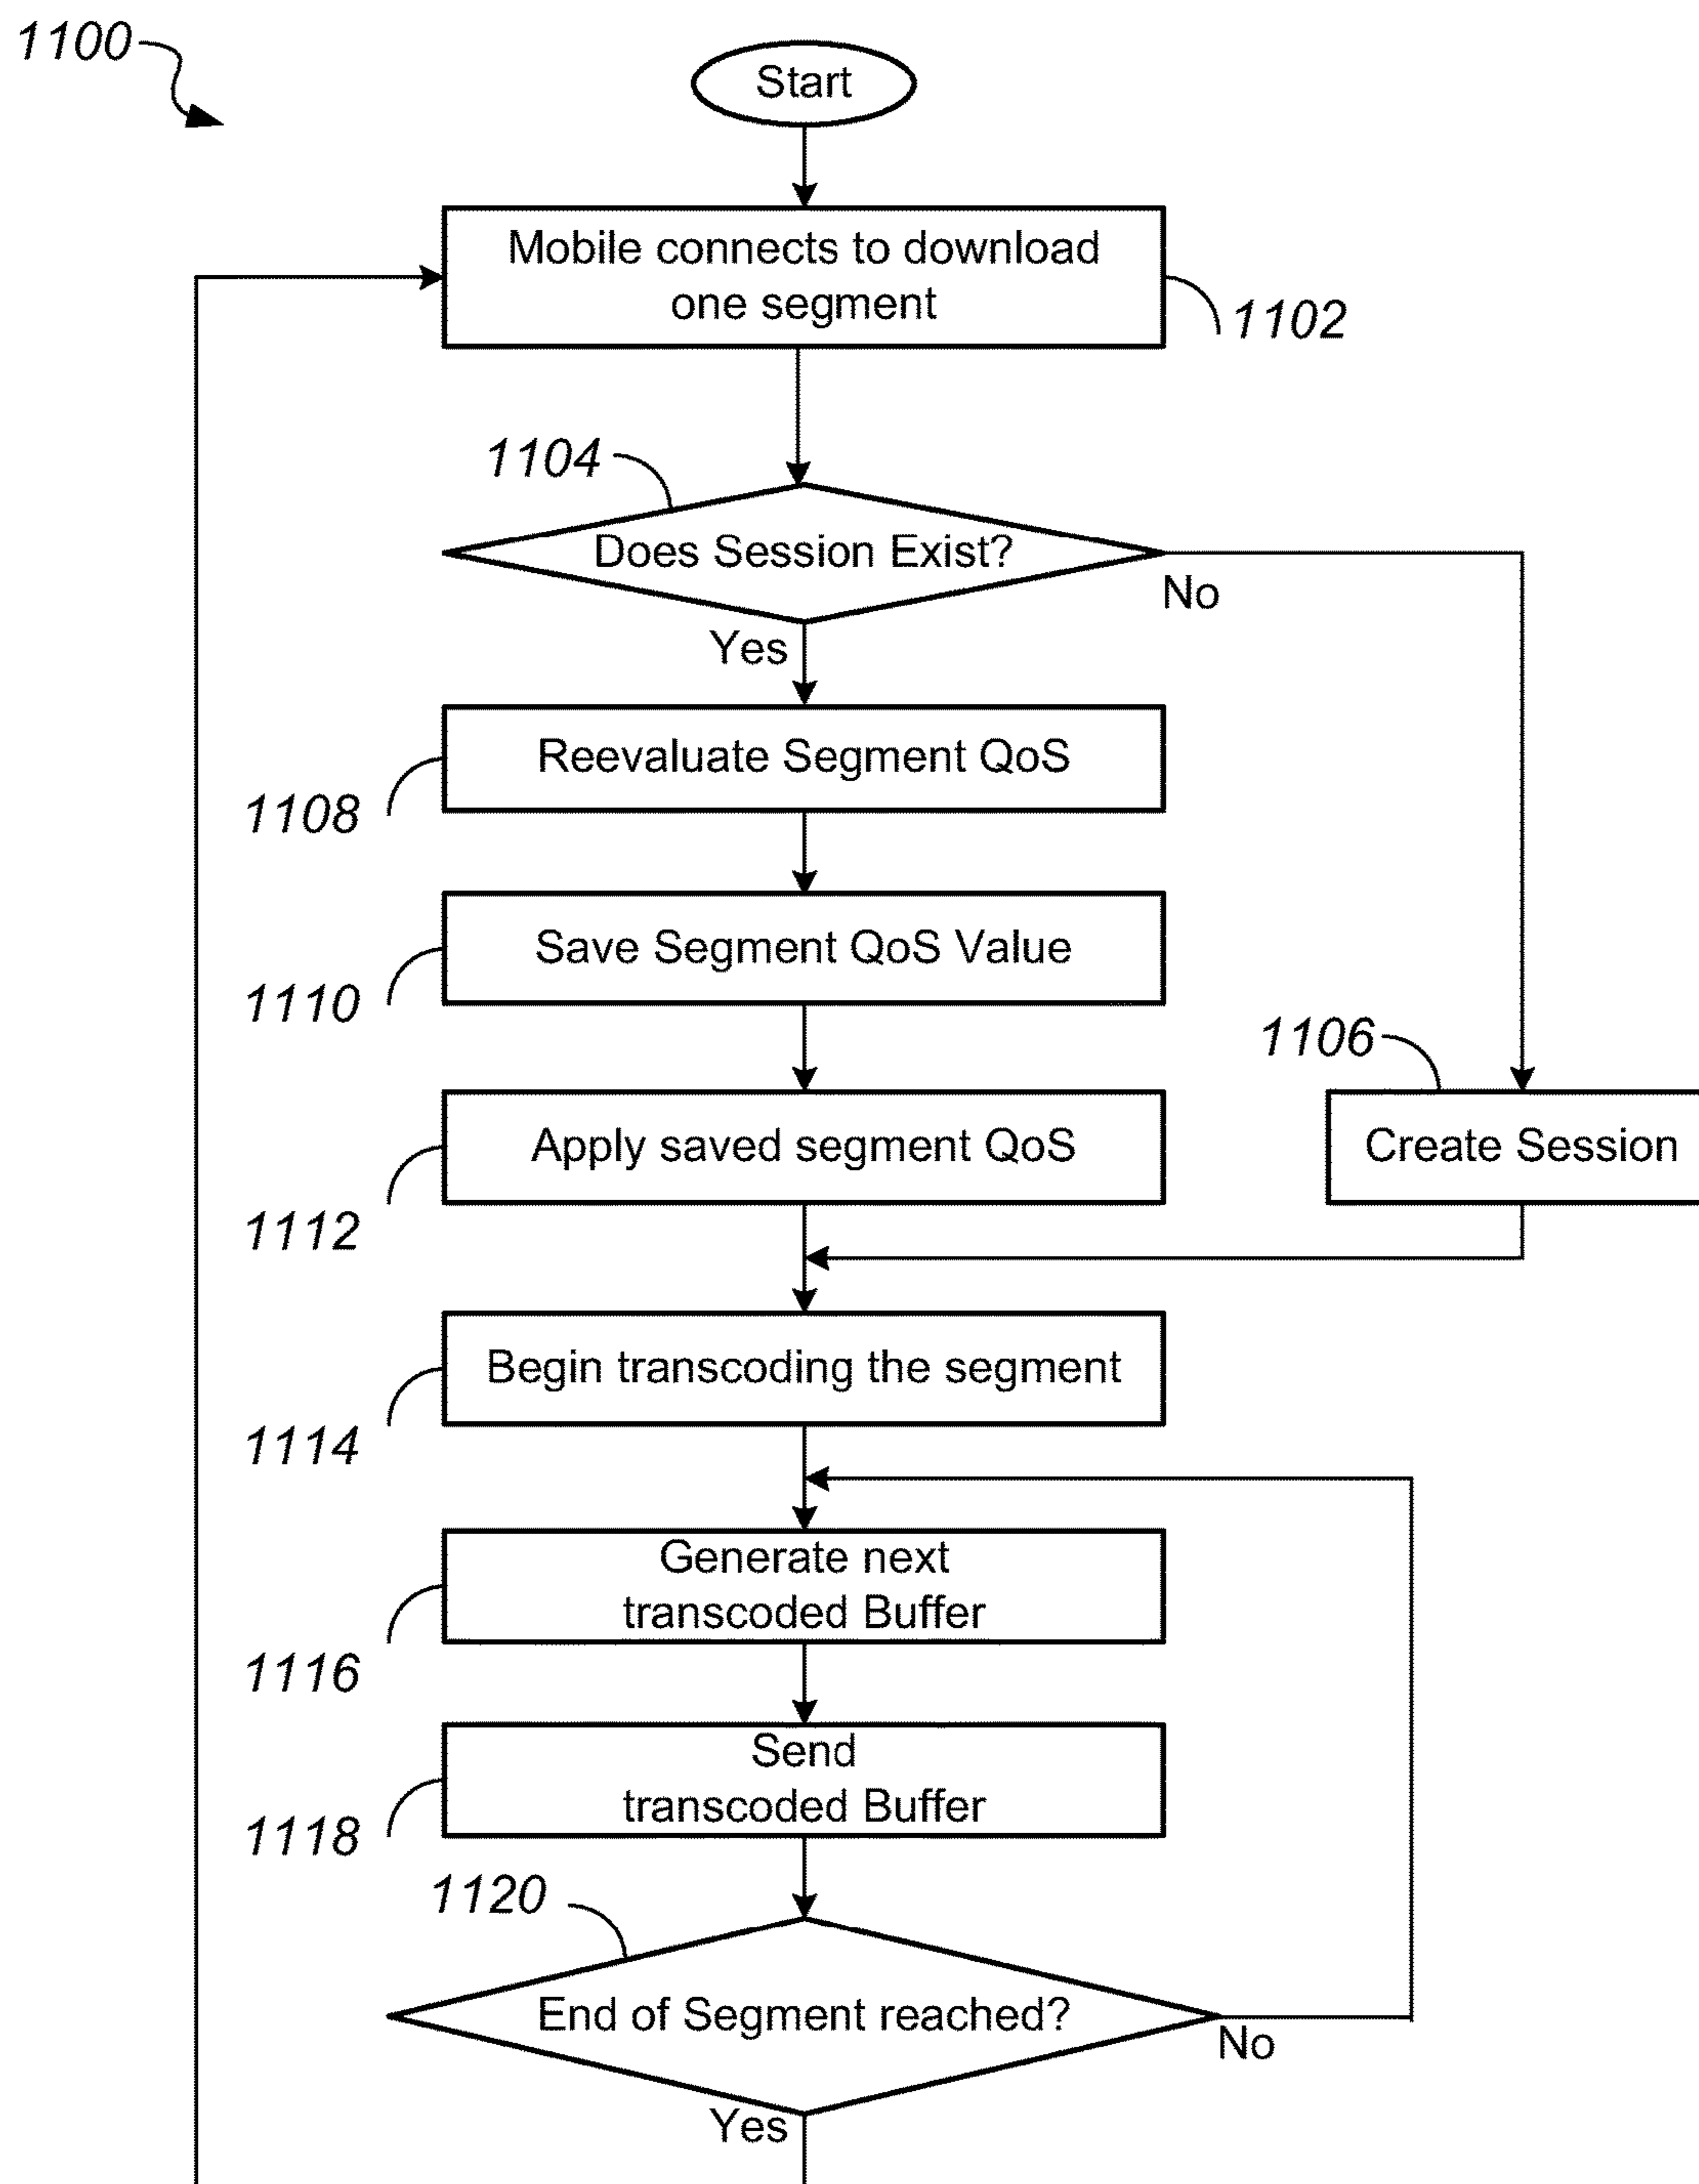 1100
Start
Mobile connects to download
one segment
1102
1104
Does Session Exist?
No
Yes
Reevaluate Segment QoS
1108
Save Segment QoS Value
1110
1106
Apply saved segment QoS
Create Session
1112
Begin transcoding the segment
1114
Generate next
transcoded Buffer
1116
Send
transcoded Buffer
1118
1120
End of Segment reached?
No
Yes